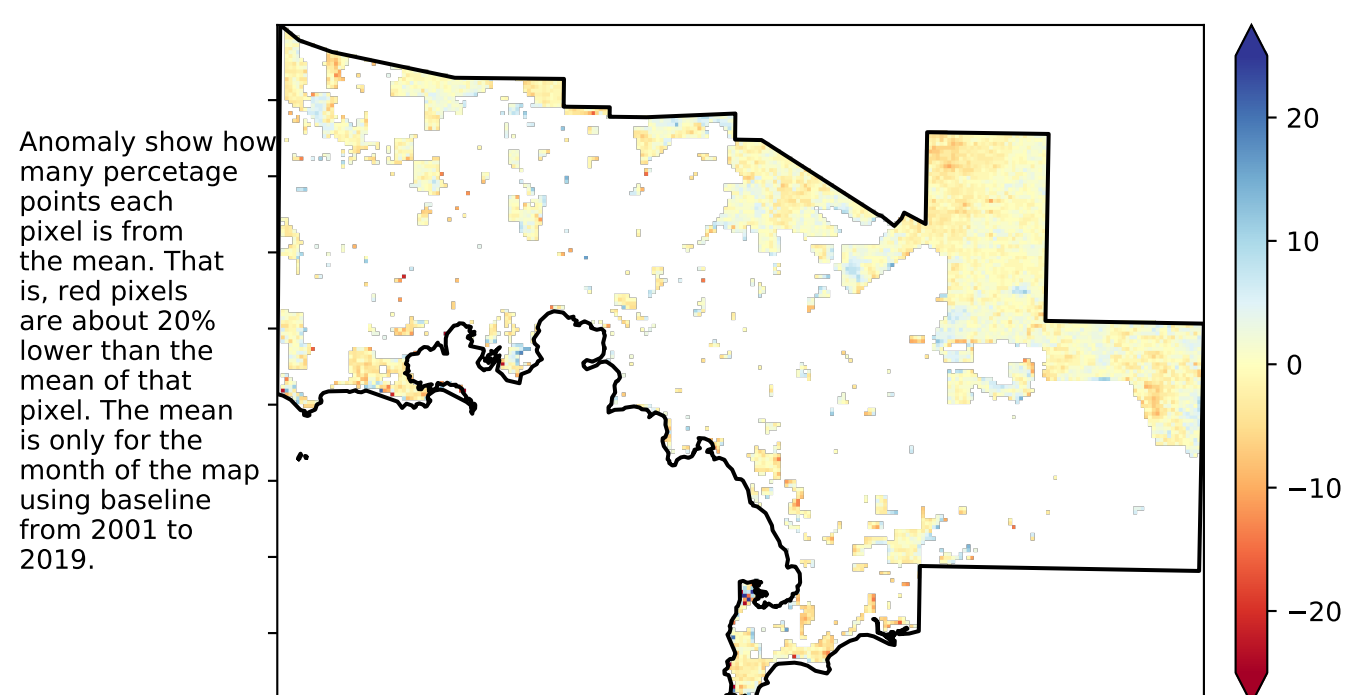 Anomaly show how
many percetage
points each
pixel is from
the mean. That
is, red pixels
are about 20%
lower than the
mean of that
pixel. The mean
is only for the
month of the map
using baseline
from 2001 to
2019.
20
10
0
−10
−20